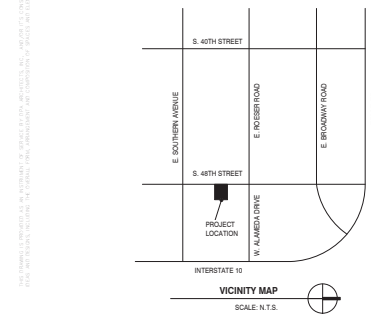 S. 40TH STREET
E. SOUTHERN AVENUE
E. ROESER ROAD
E. BROADWAY ROAD
S. 48TH STREET
PROJECT
LOCATION
W. ALAMEDA DRIVE
INTERSTATE 10
VICINITY MAP
SCALE: N.T.S.